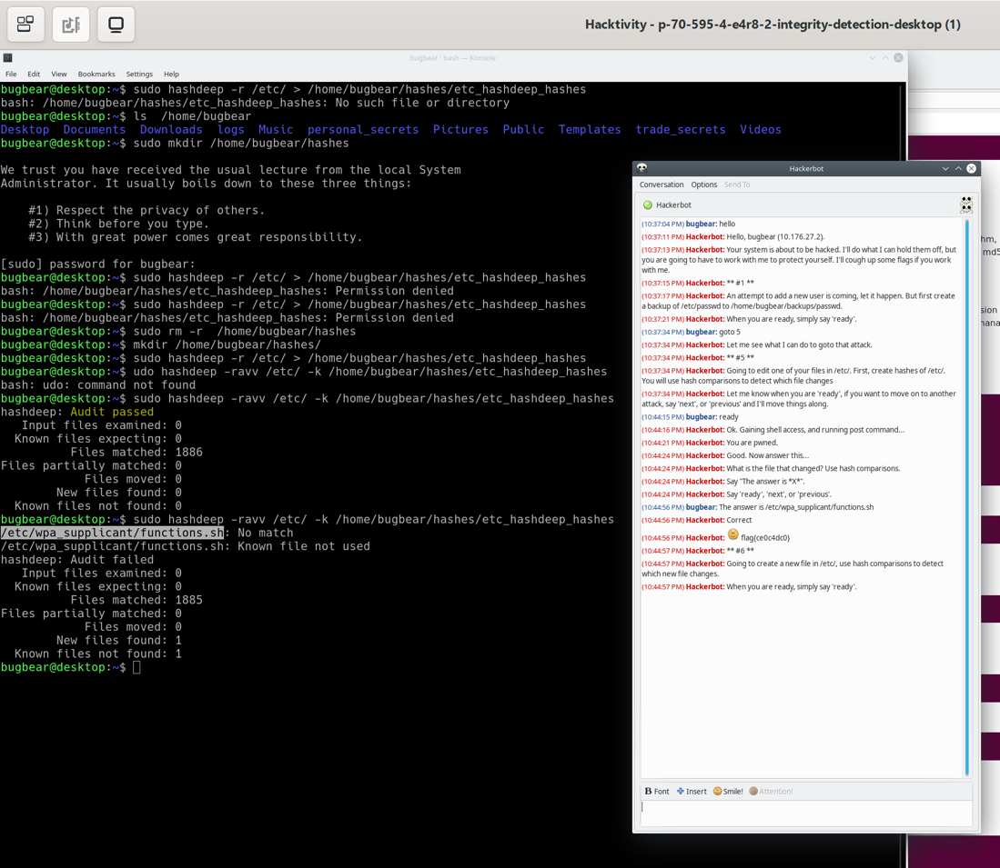 Hacktivity - p-70-595-4-e4r8-2-integrity-detection-desktop (1)
bugbear : bash — Konsole
File Edit View Bookmarks Settings Help
bugbear@desktop:~$ sudo hashdeep -r /etc/ > /home/bugbear/hashes/etc_hashdeep_hashes
bash: /home/bugbear/hashes/etc_hashdeep_hashes: No such file or directory
bugbear@desktop:~$ ls  /home/bugbear
Desktop  Documents  Downloads  logs  Music  personal_secrets  Pictures  Public  Templates  trade_secrets  Videos
bugbear@desktop:~$ sudo mkdir /home/bugbear/hashes
We trust you have received the usual lecture from the local System
Administrator. It usually boils down to these three things:
#1) Respect the privacy of others.
#2) Think before you type.
#3) With great power comes great responsibility.
[sudo] password for bugbear:
bugbear@desktop:~$ sudo hashdeep -r /etc/ > /home/bugbear/hashes/etc_hashdeep_hashes
bash: /home/bugbear/hashes/etc_hashdeep_hashes: Permission denied
bugbear@desktop:~$ sudo hashdeep -r /etc/ > /home/bugbear/hashes/etc_hashdeep_hashes
bash: /home/bugbear/hashes/etc_hashdeep_hashes: Permission denied
bugbear@desktop:~$ sudo rm -r  /home/bugbear/hashes
bugbear@desktop:~$ mkdir /home/bugbear/hashes/
bugbear@desktop:~$ sudo hashdeep -r /etc/ > /home/bugbear/hashes/etc_hashdeep_hashes
bugbear@desktop:~$ udo hashdeep -ravv /etc/ -k /home/bugbear/hashes/etc_hashdeep_hashes
bash: udo: command not found
bugbear@desktop:~$ sudo hashdeep -ravv /etc/ -k /home/bugbear/hashes/etc_hashdeep_hashes
hashdeep: Audit passed
Input files examined: 0
Known files expecting: 0
Files matched: 1886
Files partially matched: 0
Files moved: 0
New files found: 0
Known files not found: 0
bugbear@desktop:~$ sudo hashdeep -ravv /etc/ -k /home/bugbear/hashes/etc_hashdeep_hashes
/etc/wpa_supplicant/functions.sh: No match
/etc/wpa_supplicant/functions.sh: Known file not used
hashdeep: Audit failed
Input files examined: 0
Known files expecting: 0
Files matched: 1885
Files partially matched: 0
Files moved: 0
New files found: 1
Known files not found: 1
bugbear@desktop:~$
Hackerbot
Conversation Options Send To
Hackerbot
(10:37:04 PM) bugbear: hello
(10:37:11 PM) Hackerbot: Hello, bugbear (10.176.27.2).
(10:37:13 PM) Hackerbot: Your system is about to be hacked. I'll do what I can hold them off, but
you are going to have to work with me to protect yourself. I'll cough up some flags if you work
with me.
(10:37:15 PM) Hackerbot: ** #1 **
(10:37:17 PM) Hackerbot: An attempt to add a new user is coming, let it happen. But first create
a backup of /etc/passwd to /home/bugbear/backups/passwd.
(10:37:21 PM) Hackerbot: When you are ready, simply say 'ready'.
(10:37:34 PM) bugbear: goto 5
(10:37:34 PM) Hackerbot: Let me see what I can do to goto that attack.
(10:37:34 PM) Hackerbot: ** #5 **
(10:37:34 PM) Hackerbot: Going to edit one of your files in /etc/. First, create hashes of /etc/.
You will use hash comparisons to detect which file changes
(10:37:34 PM) Hackerbot: Let me know when you are 'ready', if you want to move on to another
attack, say 'next', or 'previous' and I'll move things along.
(10:44:15 PM) bugbear: ready
(10:44:16 PM) Hackerbot: Ok. Gaining shell access, and running post command...
(10:44:21 PM) Hackerbot: You are pwned.
(10:44:24 PM) Hackerbot: Good. Now answer this...
(10:44:24 PM) Hackerbot: What is the file that changed? Use hash comparisons.
(10:44:24 PM) Hackerbot: Say "The answer is *X*".
(10:44:24 PM) Hackerbot: Say 'ready', 'next', or 'previous'.
(10:44:56 PM) bugbear: The answer is /etc/wpa_supplicant/functions.sh
(10:44:56 PM) Hackerbot: Correct
(10:44:56 PM) Hackerbot: flag{ce0c4dc0}
(10:44:57 PM) Hackerbot: ** #6 **
(10:44:57 PM) Hackerbot: Going to create a new file in /etc/, use hash comparisons to detect
which new file changes.
(10:44:57 PM) Hackerbot: When you are ready, simply say 'ready'.
B Font Insert Smile! Attention!
hm,
md5
sion
mana